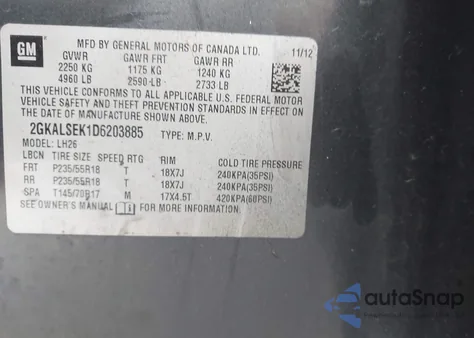 GM
MFD BY GENERAL MOTORS OF CANADA LTD. 11/12
GVWR GAWR FRT GAWR RR
2250 KG 1175 KG 1240 KG
4960 LB 2590 LB 2733 LB
THIS VEHICLE CONFORMS TO ALL APPLICABLE U.S. FEDERAL MOTOR
VEHICLE SAFETY AND THEFT PREVENTION STANDARDS IN EFFECT ON
THE DATE OF MANUFACTURE SHOWN ABOVE.
2GKALSEK1D6203885 TYPE: M.P.V.
MODEL: LH26
LBCN TIRE SIZE SPEED RTG RIM COLD TIRE PRESSURE
FRT P235/55R18 T 18X7J 240KPA(35PSI)
RR P235/55R18 T 18X7J 240KPA(35PSI)
SPA T145/70R17 M 17X4.5T 420KPA(60PSI)
SEE OWNER'S MANUAL FOR MORE INFORMATION.
autoSnap